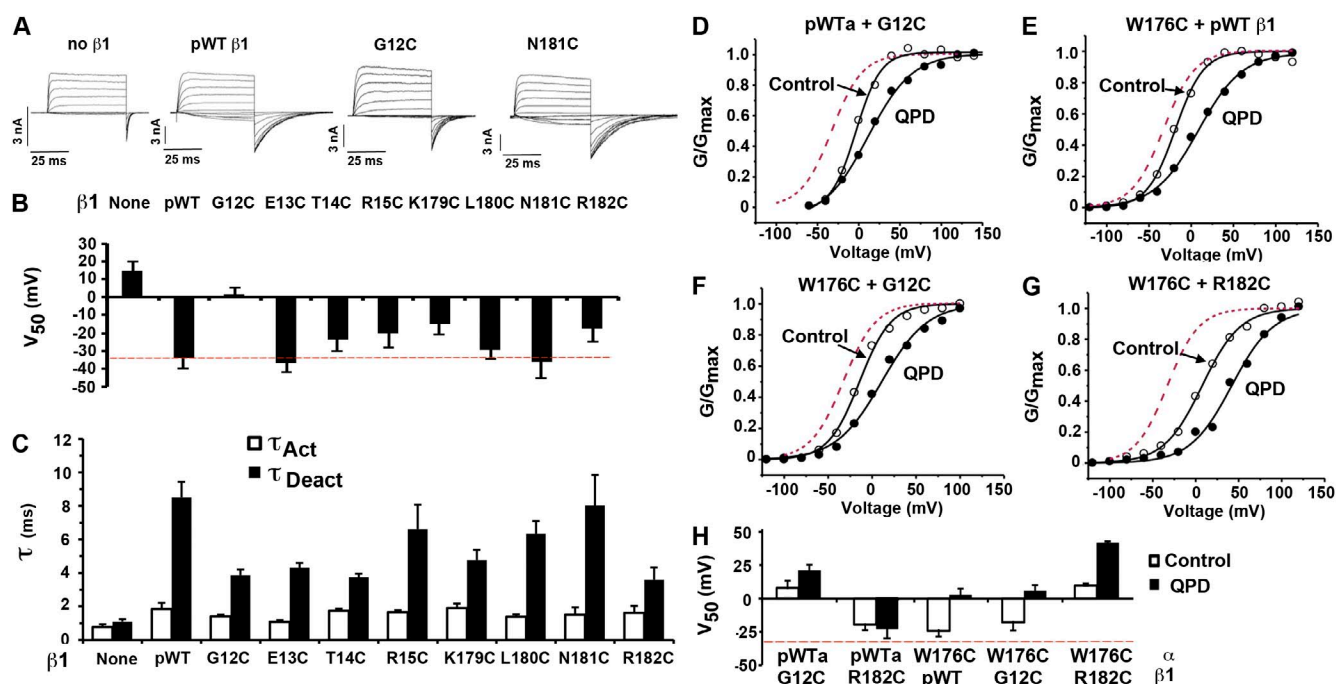 A
no β1
pWT β1
G12C
N181C
3 nA
25 ms
3 nA
25 ms
3 nA
25 ms
3 nA
25 ms
B
β1 None pWT G12C E13C T14C R15C K179C L180C N181C R182C
V50 (mV)
30
20
10
0
-10
-20
-30
-40
-50
C
τ (ms)
12
10
8
6
4
2
0
τAct
τDeact
β1 None pWT G12C E13C T14C R15C K179C L180C N181C R182C
D
pWTa + G12C
G/Gmax
1.0
0.8
0.6
0.4
0.2
0
Control
QPD
-100 -50 0 50 100 150
Voltage (mV)
E
W176C + pWT β1
G/Gmax
1.0
0.8
0.6
0.4
0.2
0
Control
QPD
-100 -50 0 50 100 150
Voltage (mV)
F
W176C + G12C
G/Gmax
1.0
0.8
0.6
0.4
0.2
0
Control
QPD
-100 -50 0 50 100 150
Voltage (mV)
G
W176C + R182C
G/Gmax
1.0
0.8
0.6
0.4
0.2
0
Control
QPD
-100 -50 0 50 100 150
Voltage (mV)
H
V50 (mV)
50
25
0
-25
-50
Control
QPD
pWTa pWTa W176C W176C W176C α
G12C R182C pWT G12C R182C β1